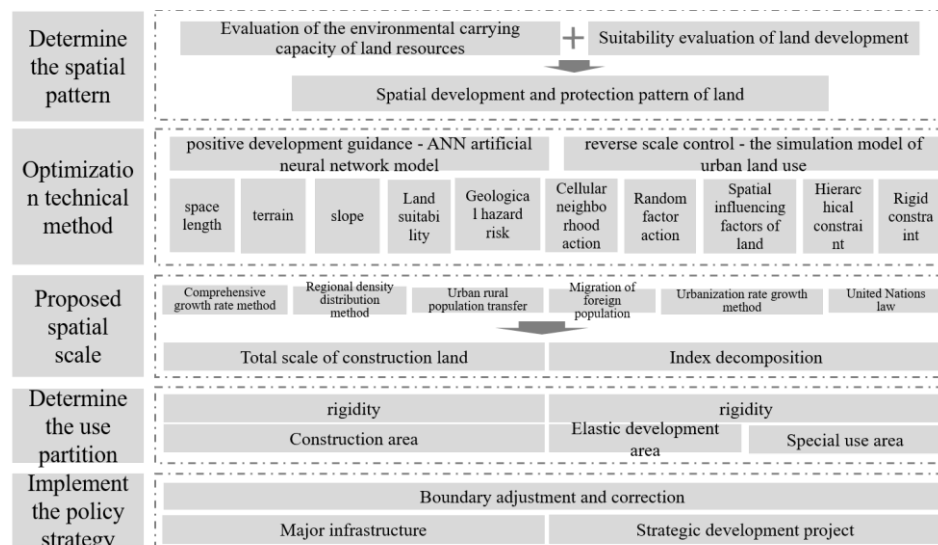 Determine
the spatial
pattern
Evaluation of the environmental carrying
capacity of land resources
+
Suitability evaluation of land development
Spatial development and protection pattern of land
Optimizatio
n technical
method
positive development guidance - ANN artificial
neural network model
reverse scale control - the simulation model of
urban land use
space
length
terrain
slope
Land
suitabi
lity
Geologica
l hazard
risk
Cellular
neighbo
rhood
action
Random
factor
action
Spatial
influencing
factors of
land
Hierarc
hical
constrai
nt
Rigid
constra
int
Proposed
spatial
scale
Comprehensive
growth rate method
Regional density
distribution
method
Urban rural
population transfer
Migration of
foreign
population
Urbanization rate growth
method
United Nations
law
Total scale of construction land
Index decomposition
Determine
the use
partition
rigidity
rigidity
Construction area
Elastic development
area
Special use area
Implement
the policy
strategy
Boundary adjustment and correction
Major infrastructure
Strategic development project